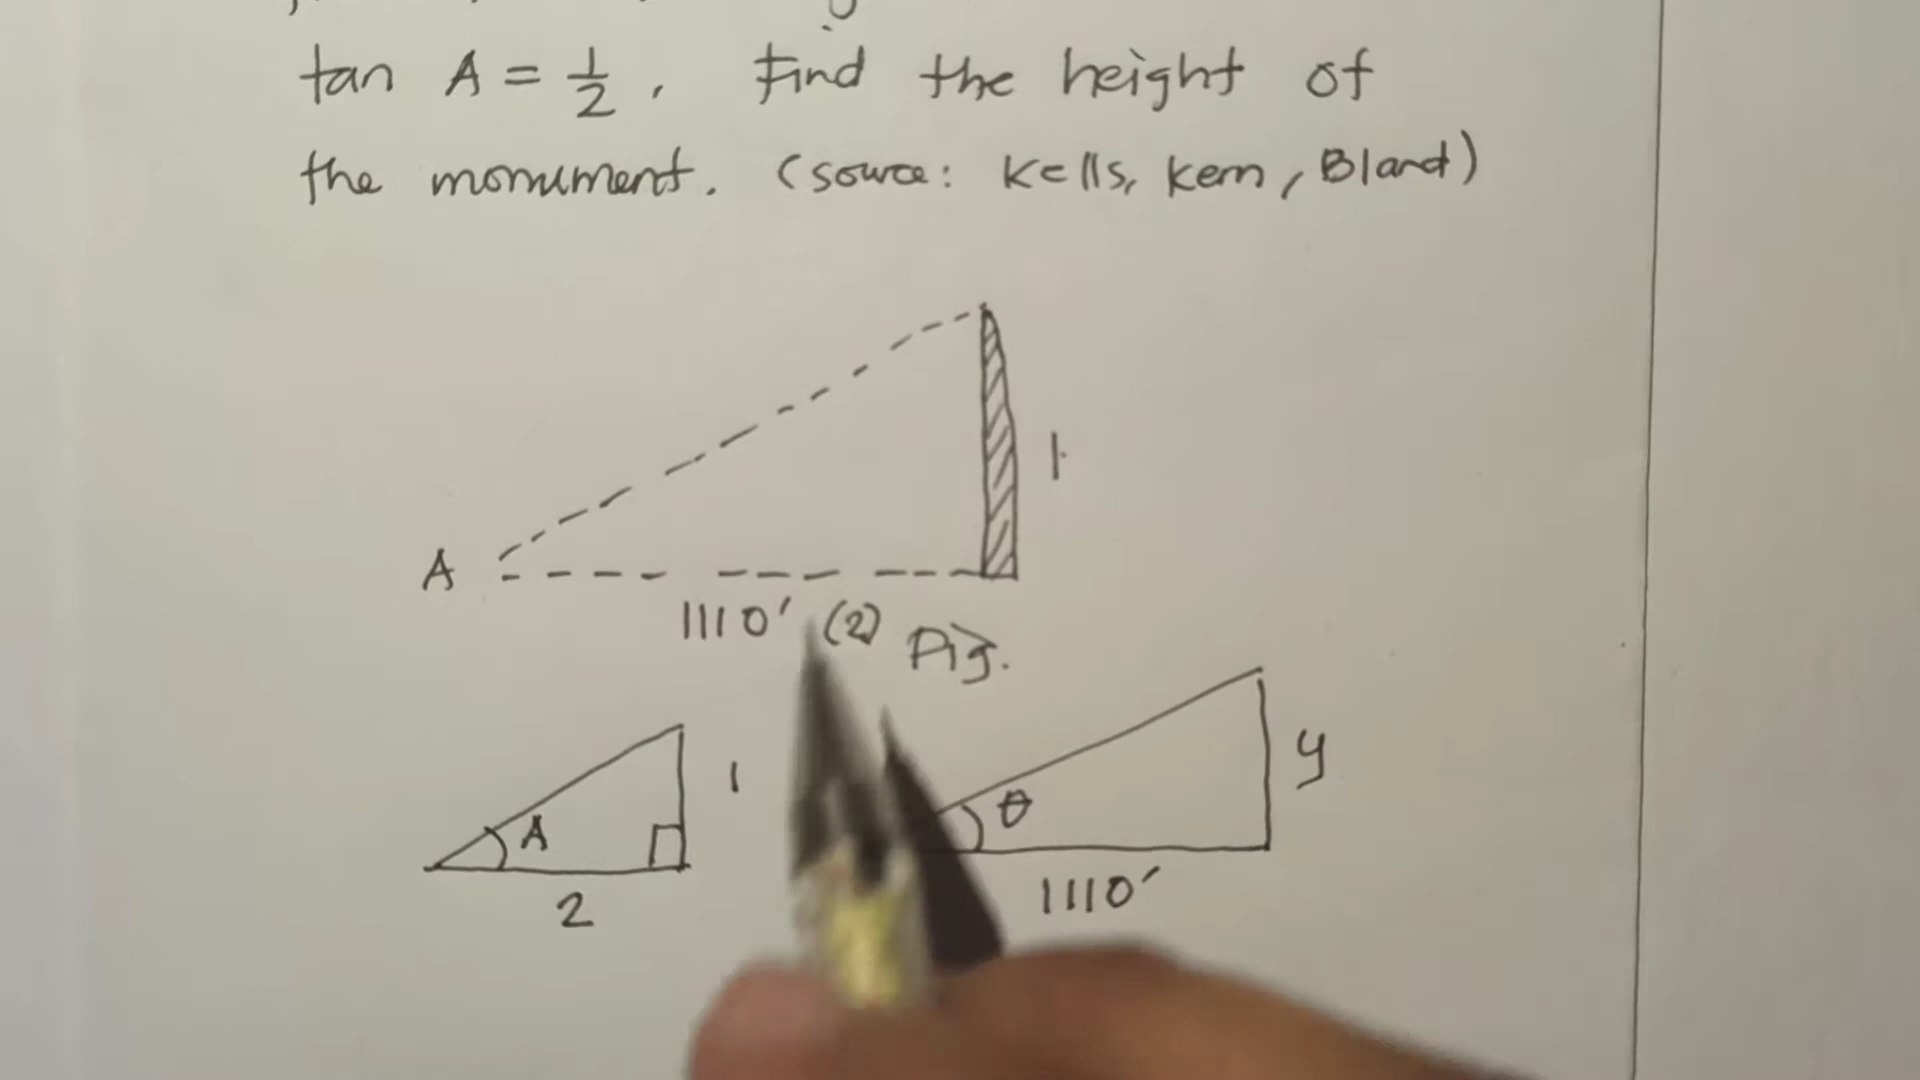 tan A = 1/2, Find the height of
the monument. (source: Kells, Kern, Bland)
1
A
1110' (2)
Fig.
1
A
2
y
θ
1110'